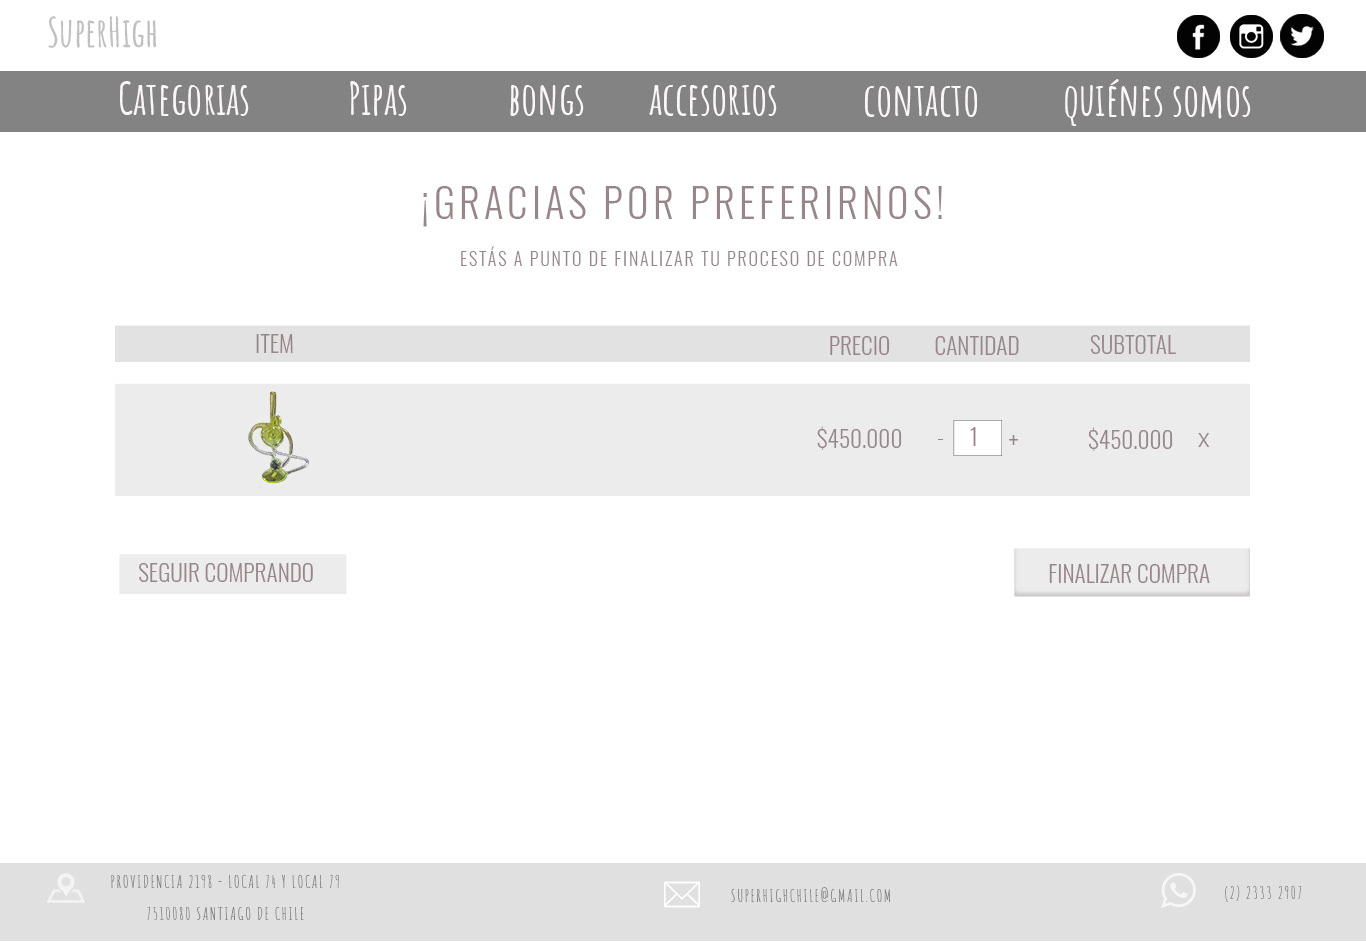 SuperHigh
Categorias Pipas bongs accesorios contacto quiénes somos
¡GRACIAS POR PREFERIRNOS!
ESTÁS A PUNTO DE FINALIZAR TU PROCESO DE COMPRA
ITEM PRECIO CANTIDAD SUBTOTAL
$450.000 - 1 + $450.000 X
SEGUIR COMPRANDO FINALIZAR COMPRA
PROVIDENCIA 2198 - LOCAL 74 Y LOCAL 79
7510080 SANTIAGO DE CHILE
SUPERHIGHCHILE@GMAIL.COM
(2) 2333 2907